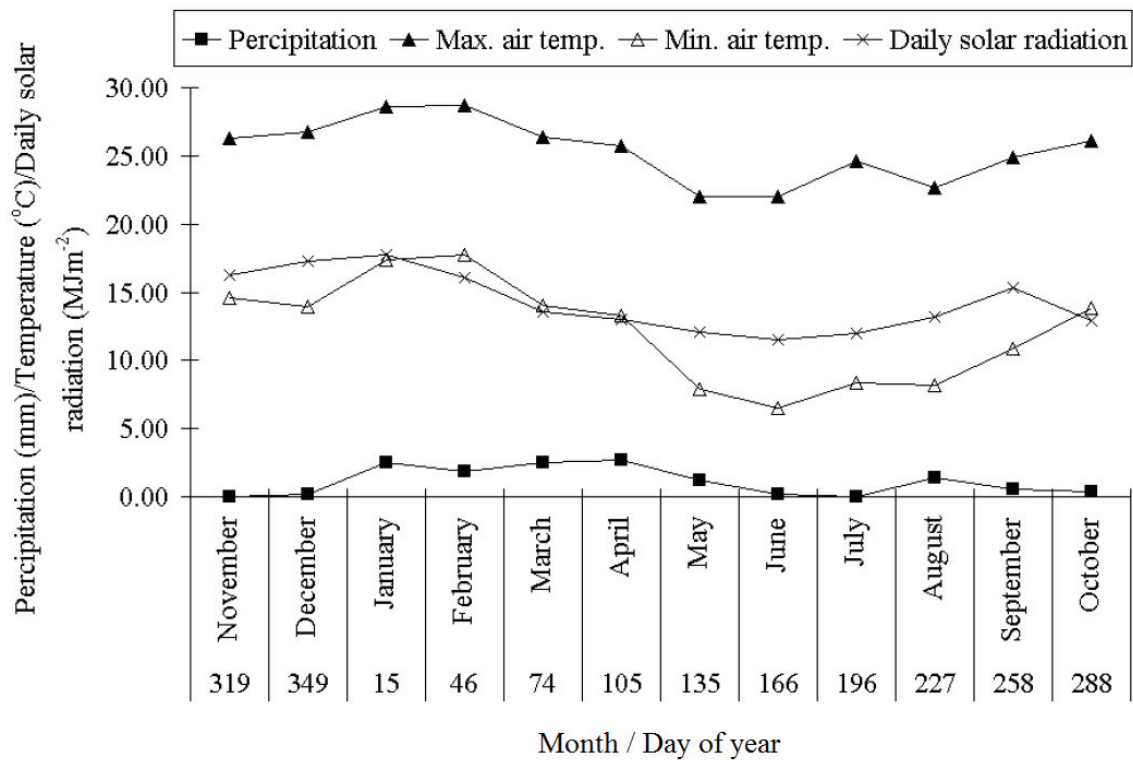 Percipitation Max. air temp. Min. air temp. Daily solar radiation
Percipitation (mm)/Temperature (°C)/Daily solar
radiation (MJm⁻²)
30.00
25.00
20.00
15.00
10.00
5.00
0.00
November December January February March April May June July August September October
319 349 15 46 74 105 135 166 196 227 258 288
Month / Day of year